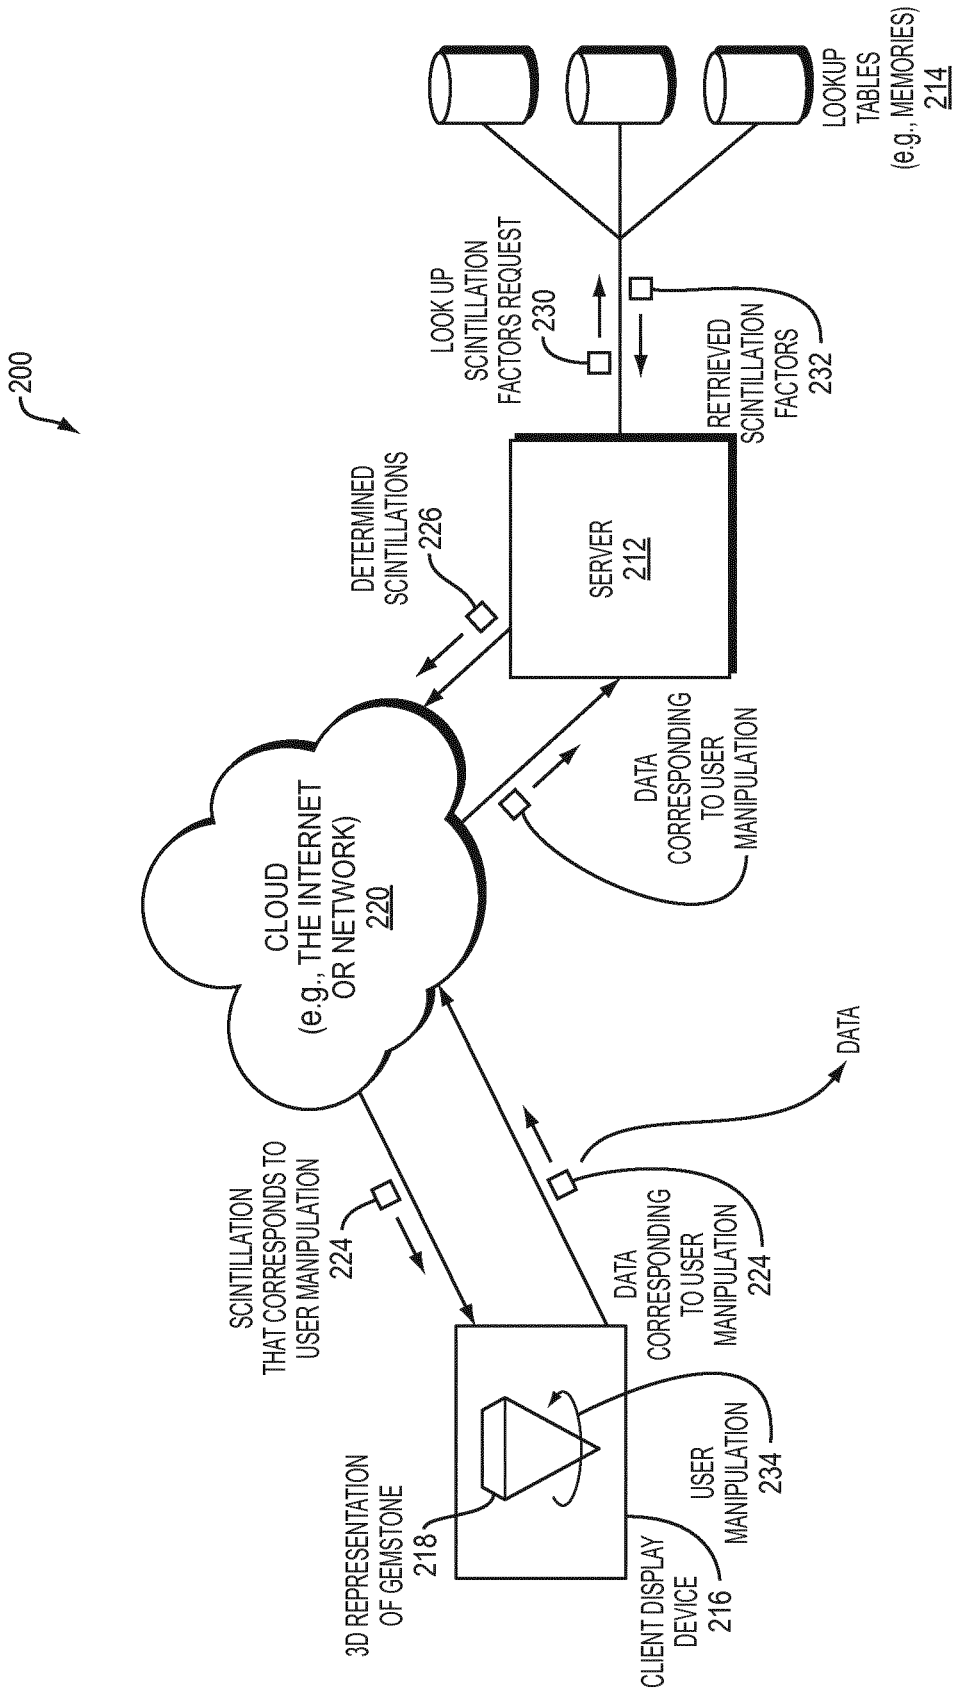 200
LOOKUP
TABLES
(e.g., MEMORIES)
214
LOOK UP
SCINTILLATION
FACTORS REQUEST
230
RETRIEVED
SCINTILLATION
FACTORS
232
DETERMINED
SCINTILLATIONS
226
SERVER
212
DATA
CORRESPONDING
TO USER
MANIPULATION
CLOUD
(e.g., THE INTERNET
OR NETWORK)
220
SCINTILLATION
THAT CORRESPONDS TO
USER MANIPULATION
224
DATA
CORRESPONDING
TO USER
MANIPULATION
224
DATA
3D REPRESENTATION
OF GEMSTONE
218
USER
MANIPULATION
234
CLIENT DISPLAY
DEVICE
216